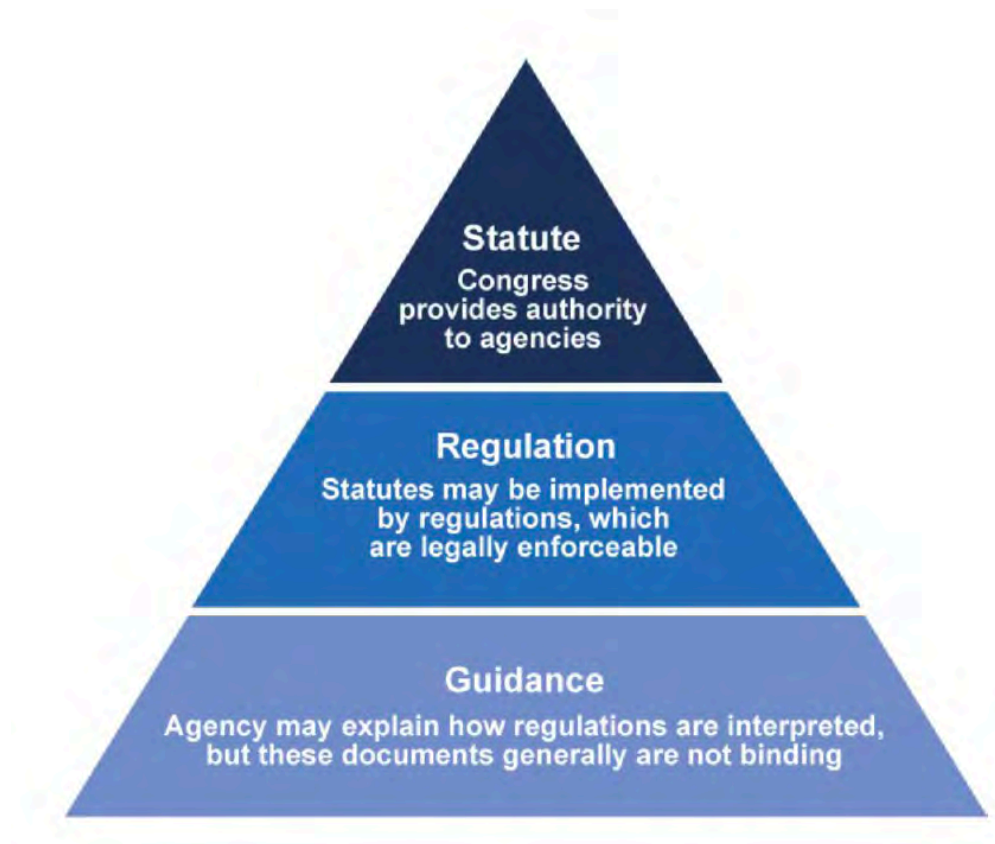 Statute
Congress
provides authority
to agencies
Regulation
Statutes may be implemented
by regulations, which
are legally enforceable
Guidance
Agency may explain how regulations are interpreted,
but these documents generally are not binding